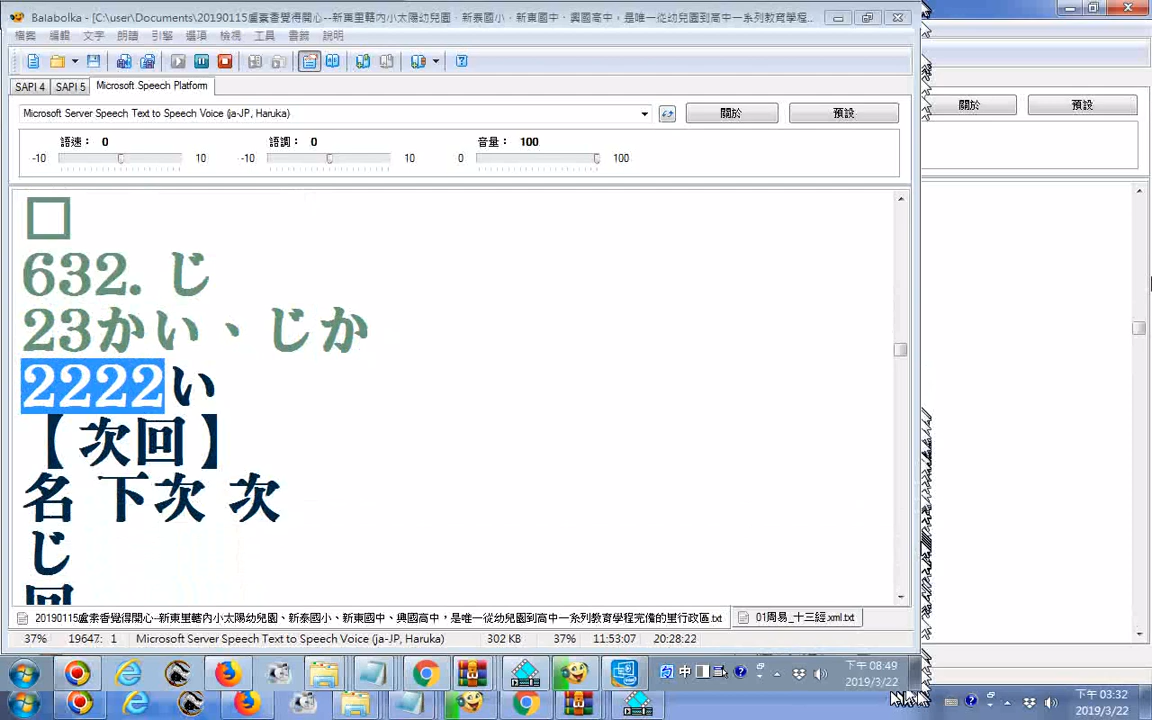 Balabolka - [C:\user\Documents\20190115盧素香覺得開心--新東里轄內小太陽幼兒園、新泰國小、新東國中、興國高中，是唯一從幼兒園到高中一系列教育學程...
檔案 編輯 文字 朗讀 引擎 選項 檢視 工具 書籤 說明
SAPI 4 SAPI 5 Microsoft Speech Platform
Microsoft Server Speech Text to Speech Voice (ja-JP, Haruka) 關於 預設 關於 預設
語速： 0 語調： 0 音量： 100
-10 10 -10 10 0 100
□
632. じ
23かい、じか
2222い
【次回】
名 下次 次
じ
回
20190115盧素香覺得開心--新東里轄內小太陽幼兒園、新泰國小、新東國中、興國高中，是唯一從幼兒園到高中一系列教育學程完備的里行政區.txt 01周易_十三經.xml.txt
37% 19647: 1 Microsoft Server Speech Text to Speech Voice (ja-JP, Haruka) 302 KB 37% 11:53:07 20:28:22
中 下午 08:49
2019/3/22
下午 03:32
2019/3/22